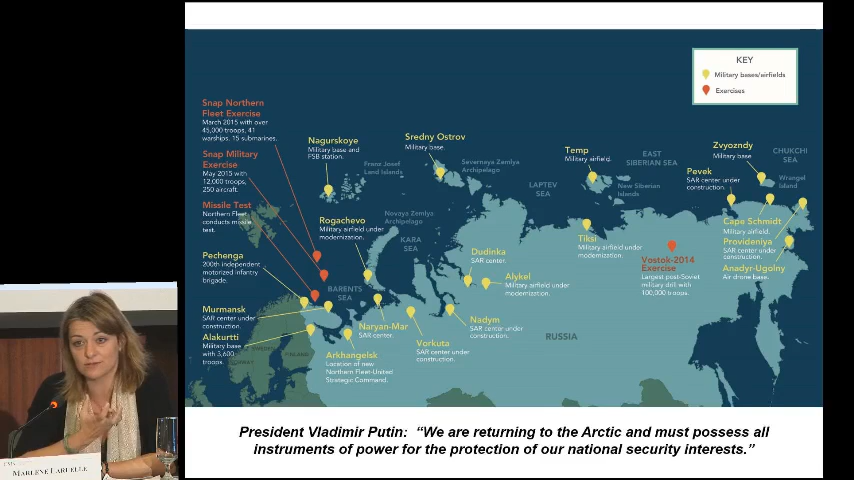 KEY
Military bases/airfields
Exercises
Snap Northern
Fleet Exercise
March 2015 with over
45,000 troops, 41
warships, 15 submarines.
Snap Military
Exercise
May 2015 with
12,000 troops,
250 aircraft.
Missile Test
Northern Fleet
conducts missile
test.
Pechenga
200th independent
motorized infantry
brigade.
Murmansk
SAR center under
construction.
Alakurtti
Military base
with 3,600
troops.
Nagurskoye
Military base and
FSB station.
Franz Josef
Land Islands
Sredny Ostrov
Military base.
Severnaya Zemlya
Archipelago
Rogachevo
Military airfield under
modernization.
Novaya Zemlya
Archipelago
KARA
SEA
BARENTS
SEA
LAPTEV
SEA
Temp
Military airfield.
EAST
SIBERIAN SEA
New Siberian
Islands
Zvyozndy
Military base
CHUKCHI
SEA
Wrangel
Island
Pevek
SAR center under
construction.
Cape Schmidt
Military airfield.
Provideniya
SAR center under
construction.
Anadyr-Ugolny
Air drome base.
Tiksi
Military airfield under
modernization.
Vostok-2014
Exercise
Largest post-Soviet
military drill with
100,000 troops.
Dudinka
SAR center.
Alykel
Military airfield under
modernization.
Nadym
SAR center under
construction.
Naryan-Mar
SAR center.
Vorkuta
SAR center under
construction.
Arkhangelsk
Location of new
Northern Fleet-United
Strategic Command.
RUSSIA
FINLAND
President Vladimir Putin: “We are returning to the Arctic and must possess all
instruments of power for the protection of our national security interests.”
MARLENE LARUELLE